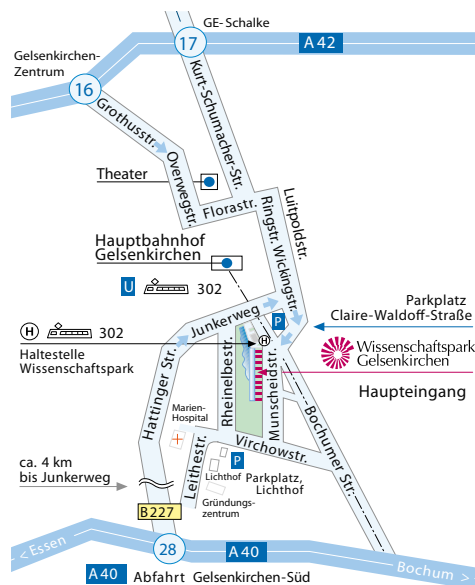 GE-Schalke
17
A 42
Gelsenkirchen-
Zentrum
16
Kurt-Schumacher-Str.
Grothusstr.
Overwegstr.
Theater
Florastr.
Luitpoldstr.
Ringstr.
Wickingstr.
Hauptbahnhof
Gelsenkirchen
U
302
Parkplatz
Claire-Waldoff-Straße
P
Junkerweg
H
302
H
Haltestelle
Wissenschaftspark
Wissenschaftspark
Gelsenkirchen
Haupteingang
Hattinger Str.
Rheinelbestr.
Munscheidstr.
Bochumer Str.
Marien-
Hospital
Virchowstr.
Leithestr.
P
Lichthof
Parkplatz,
Lichthof
Gründungs-
zentrum
ca. 4 km
bis Junkerweg
B 227
< Essen
28
A 40
Bochum >
A 40 Abfahrt Gelsenkirchen-Süd